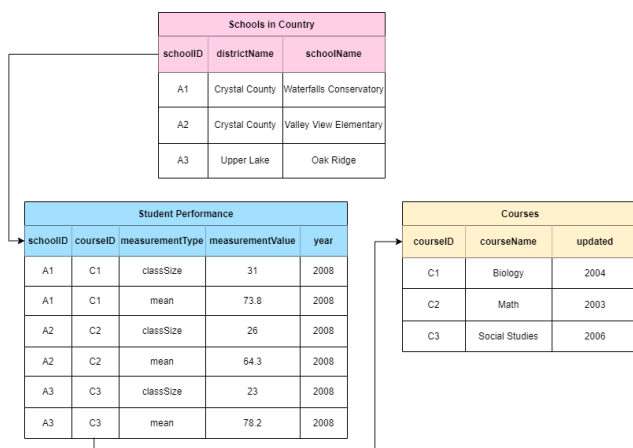 Schools in Country
schoolID districtName schoolName
A1 Crystal County Waterfalls Conservatory
A2 Crystal County Valley View Elementary
A3 Upper Lake Oak Ridge
Student Performance
schoolID courseID measurementType measurementValue year
A1 C1 classSize 31 2008
A1 C1 mean 73.8 2008
A2 C2 classSize 26 2008
A2 C2 mean 64.3 2008
A3 C3 classSize 23 2008
A3 C3 mean 78.2 2008
Courses
courseID courseName updated
C1 Biology 2004
C2 Math 2003
C3 Social Studies 2006